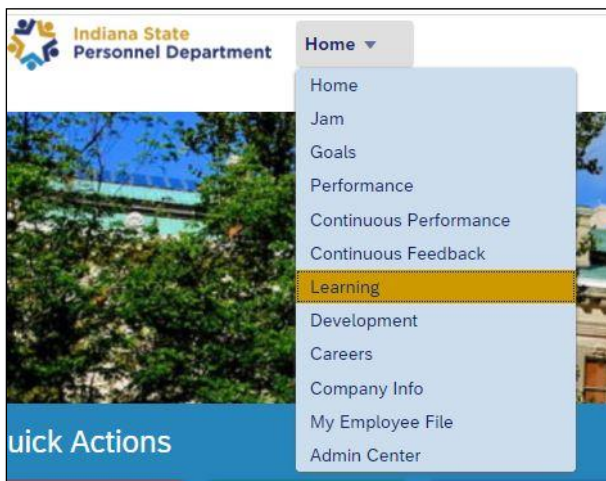 Indiana State
Personnel Department
Home
Home
Jam
Goals
Performance
Continuous Performance
Continuous Feedback
Learning
Development
Careers
Company Info
My Employee File
Admin Center
uick Actions